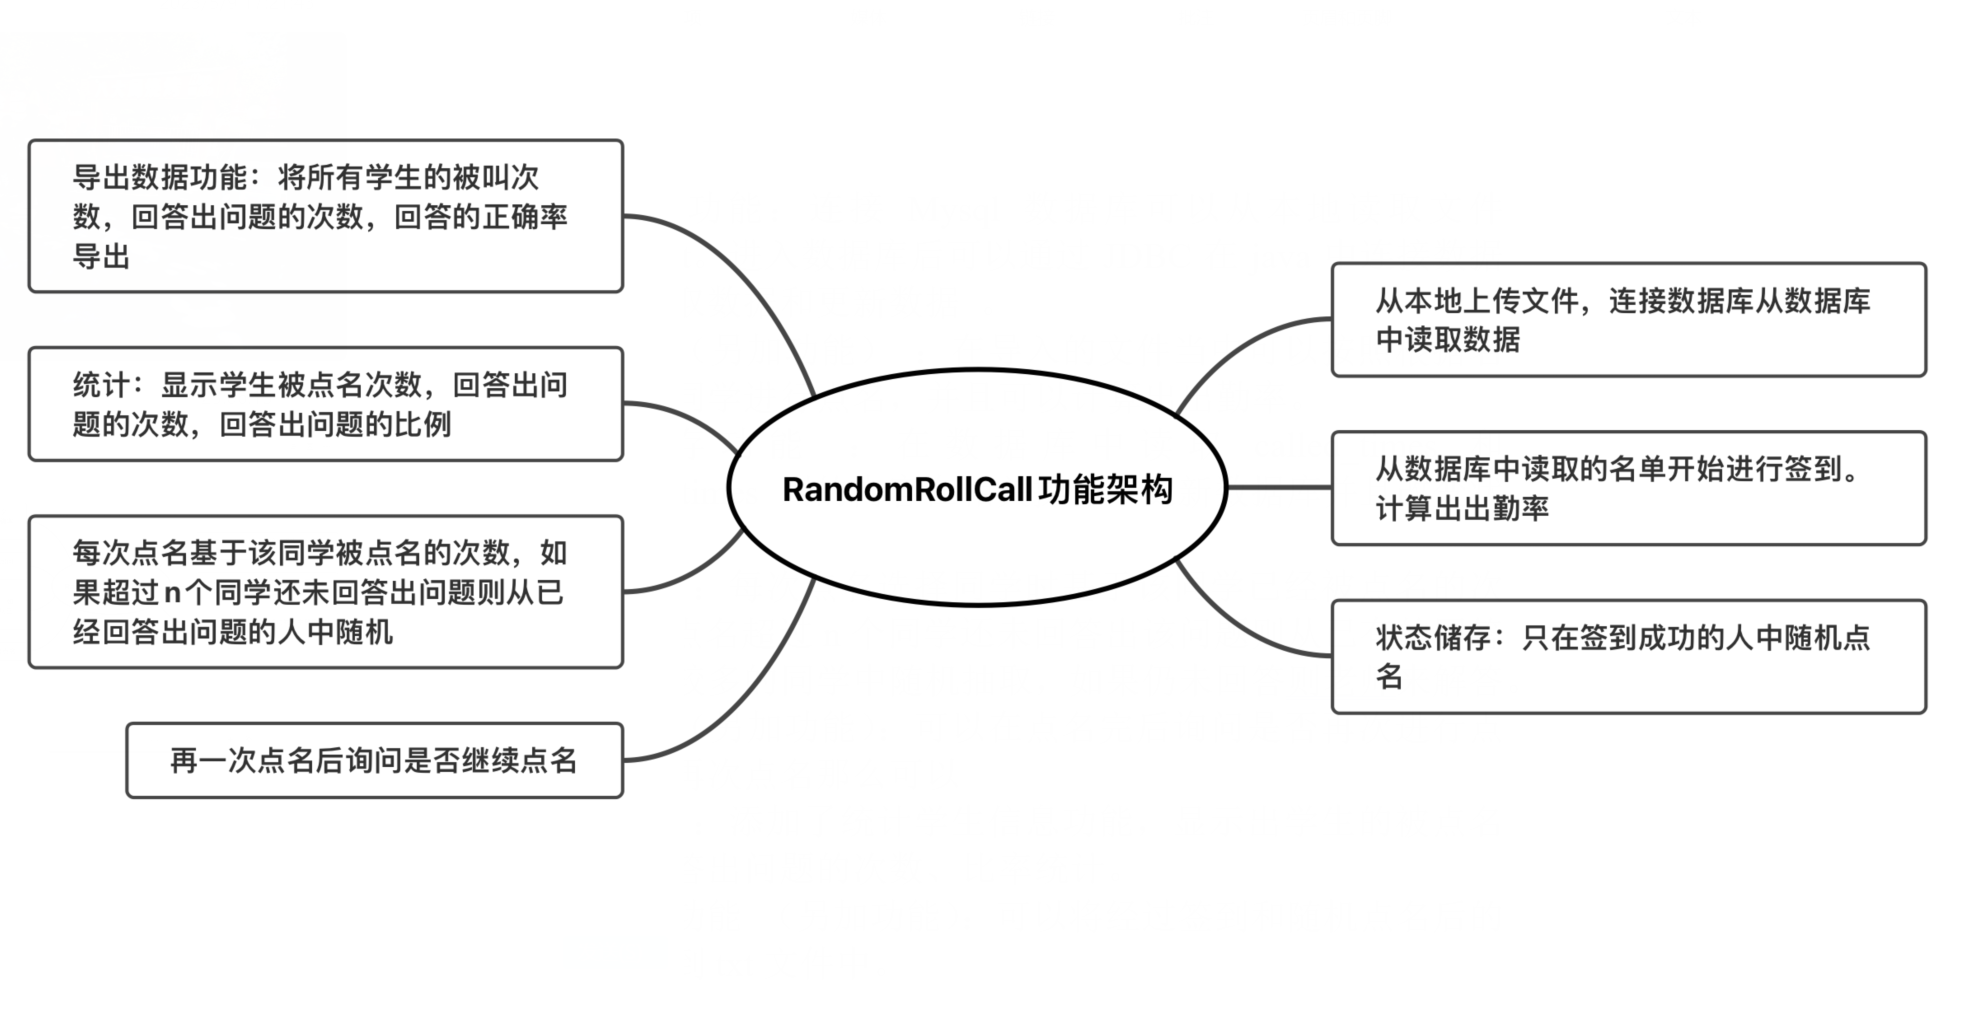 导出数据功能：将所有学生的被叫次
数，回答出问题的次数，回答的正确率
导出
统计：显示学生被点名次数，回答出问
题的次数，回答出问题的比例
每次点名基于该同学被点名的次数，如
果超过n个同学还未回答出问题则从已
经回答出问题的人中随机
再一次点名后询问是否继续点名
RandomRollCall功能架构
从本地上传文件，连接数据库从数据库
中读取数据
从数据库中读取的名单开始进行签到。
计算出出勤率
状态储存：只在签到成功的人中随机点
名